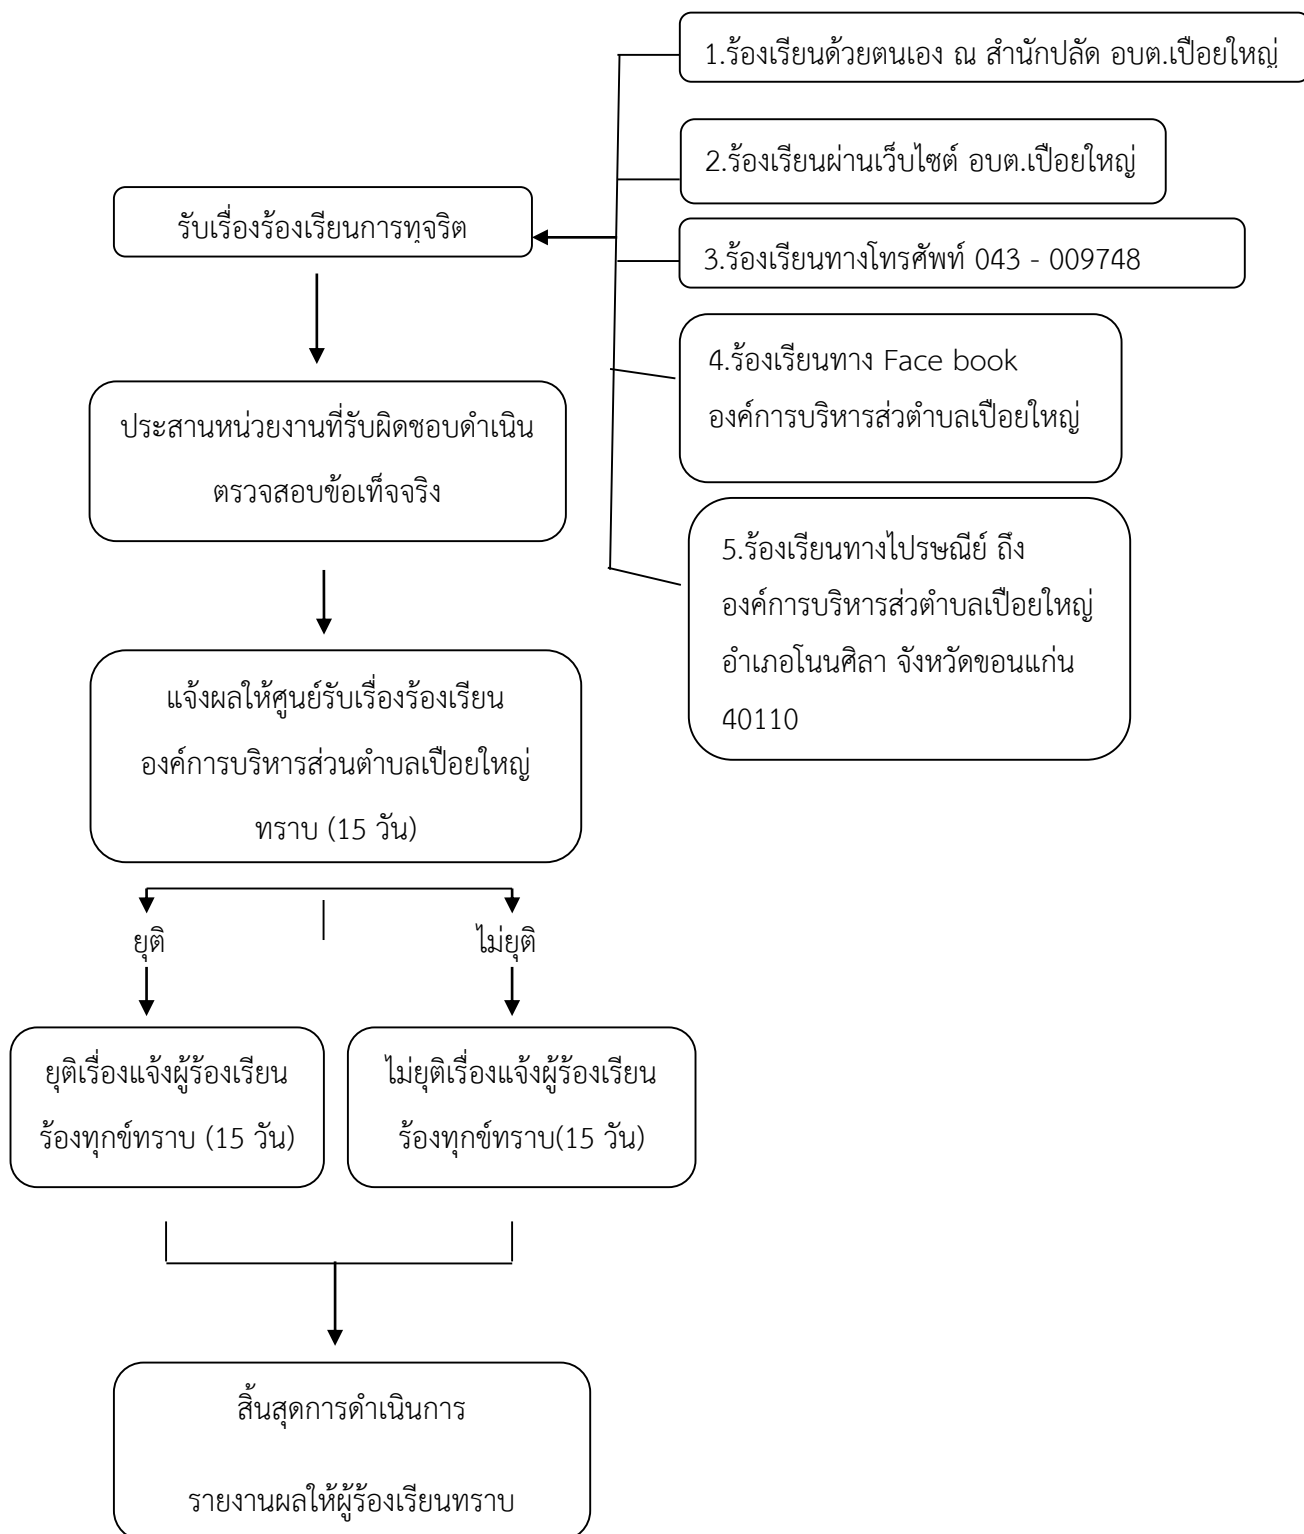 1.ร้องเรียนด้วยตนเอง ณ สำนักปลัด อบต.เปือยใหญ่
2.ร้องเรียนผ่านเว็บไซต์ อบต.เปือยใหญ่
รับเรื่องร้องเรียนการทุจริต
3.ร้องเรียนทางโทรศัพท์ 043 - 009748
4.ร้องเรียนทาง Face book
องค์การบริหารส่วตำบลเปือยใหญ่
ประสานหน่วยงานที่รับผิดชอบดำเนิน
ตรวจสอบข้อเท็จจริง
5.ร้องเรียนทางไปรษณีย์ ถึง
องค์การบริหารส่วตำบลเปือยใหญ่
อำเภอโนนศิลา จังหวัดขอนแก่น
40110
แจ้งผลให้ศูนย์รับเรื่องร้องเรียน
องค์การบริหารส่วนตำบลเปือยใหญ่
ทราบ (15 วัน)
ยุติ
ไม่ยุติ
ยุติเรื่องแจ้งผู้ร้องเรียน
ร้องทุกข์ทราบ (15 วัน)
ไม่ยุติเรื่องแจ้งผู้ร้องเรียน
ร้องทุกข์ทราบ(15 วัน)
สิ้นสุดการดำเนินการ
รายงานผลให้ผู้ร้องเรียนทราบ